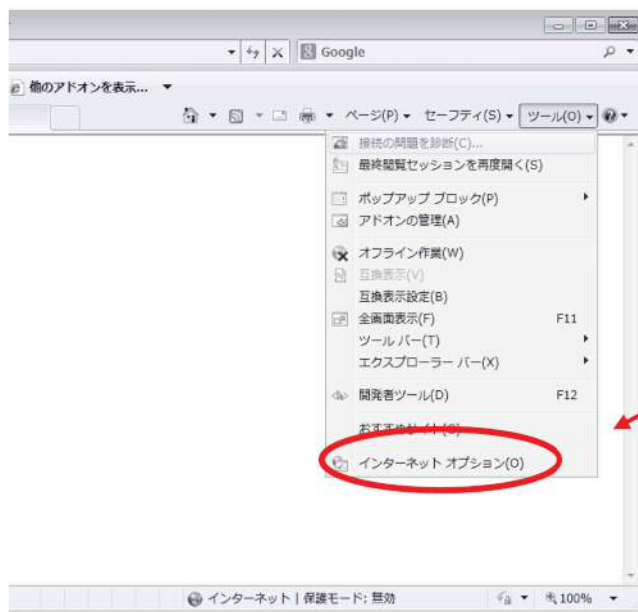 Google
他のアドオンを表示...
ページ(P) セーフティ(S) ツール(O)
接続の問題を診断(C)...
最終閲覧セッションを再度開く(S)
ポップアップ ブロック(P)
アドオンの管理(A)
オフライン作業(W)
互換表示(V)
互換表示設定(B)
全画面表示(F) F11
ツール バー(T)
エクスプローラー バー(X)
開発者ツール(D) F12
インターネット オプション(O)
インターネット | 保護モード: 無効 100%